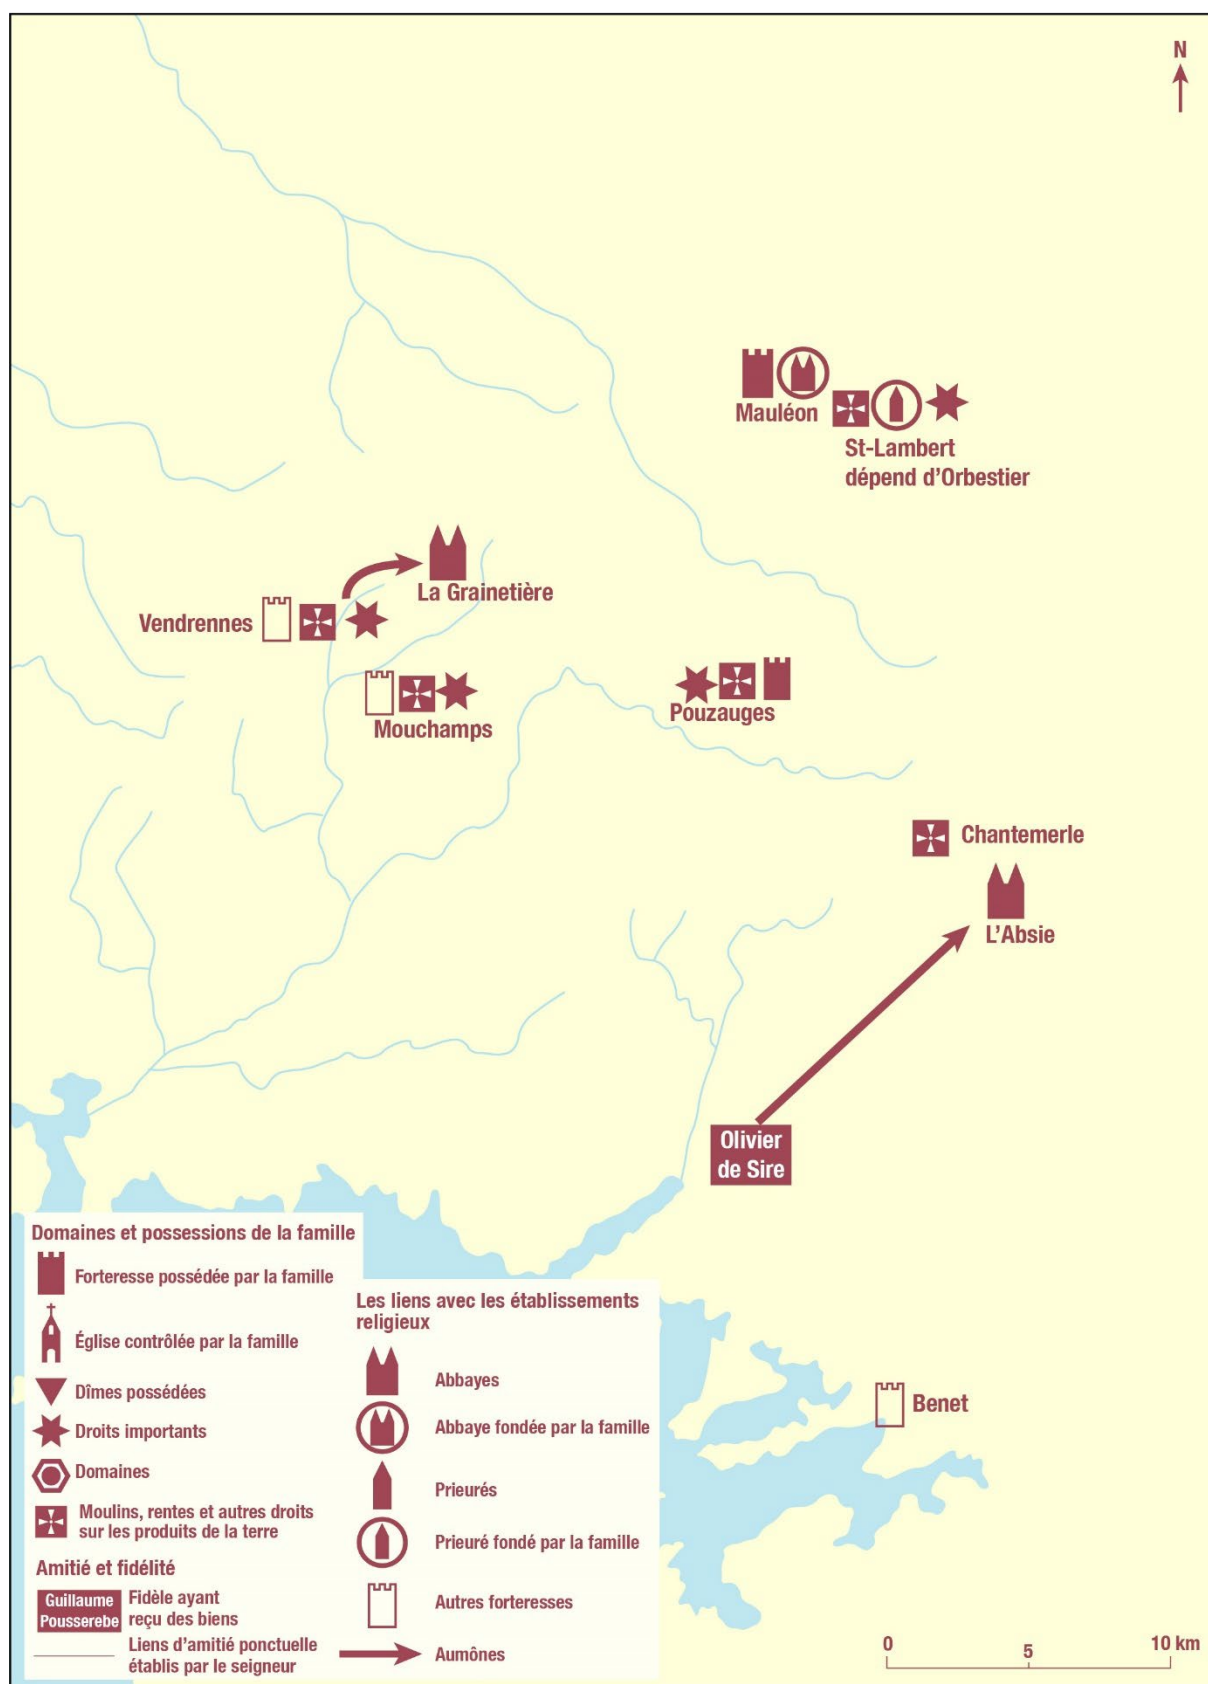 N
Mauléon
St-Lambert
dépend d’Orbestier
La Grainetière
Vendrennes
Mouchamps
Pouzauges
Chantemerle
L’Absie
Olivier
de Sire
Benet
Domaines et possessions de la famille
Forteresse possédée par la famille
Église contrôlée par la famille
Dîmes possédées
Droits importants
Domaines
Moulins, rentes et autres droits
sur les produits de la terre
Amitié et fidélité
Guillaume
Pousserebe
Fidèle ayant
reçu des biens
Liens d’amitié ponctuelle
établis par le seigneur
Les liens avec les établissements
religieux
Abbayes
Abbaye fondée par la famille
Prieurés
Prieuré fondé par la famille
Autres forteresses
Aumônes
0
5
10 km